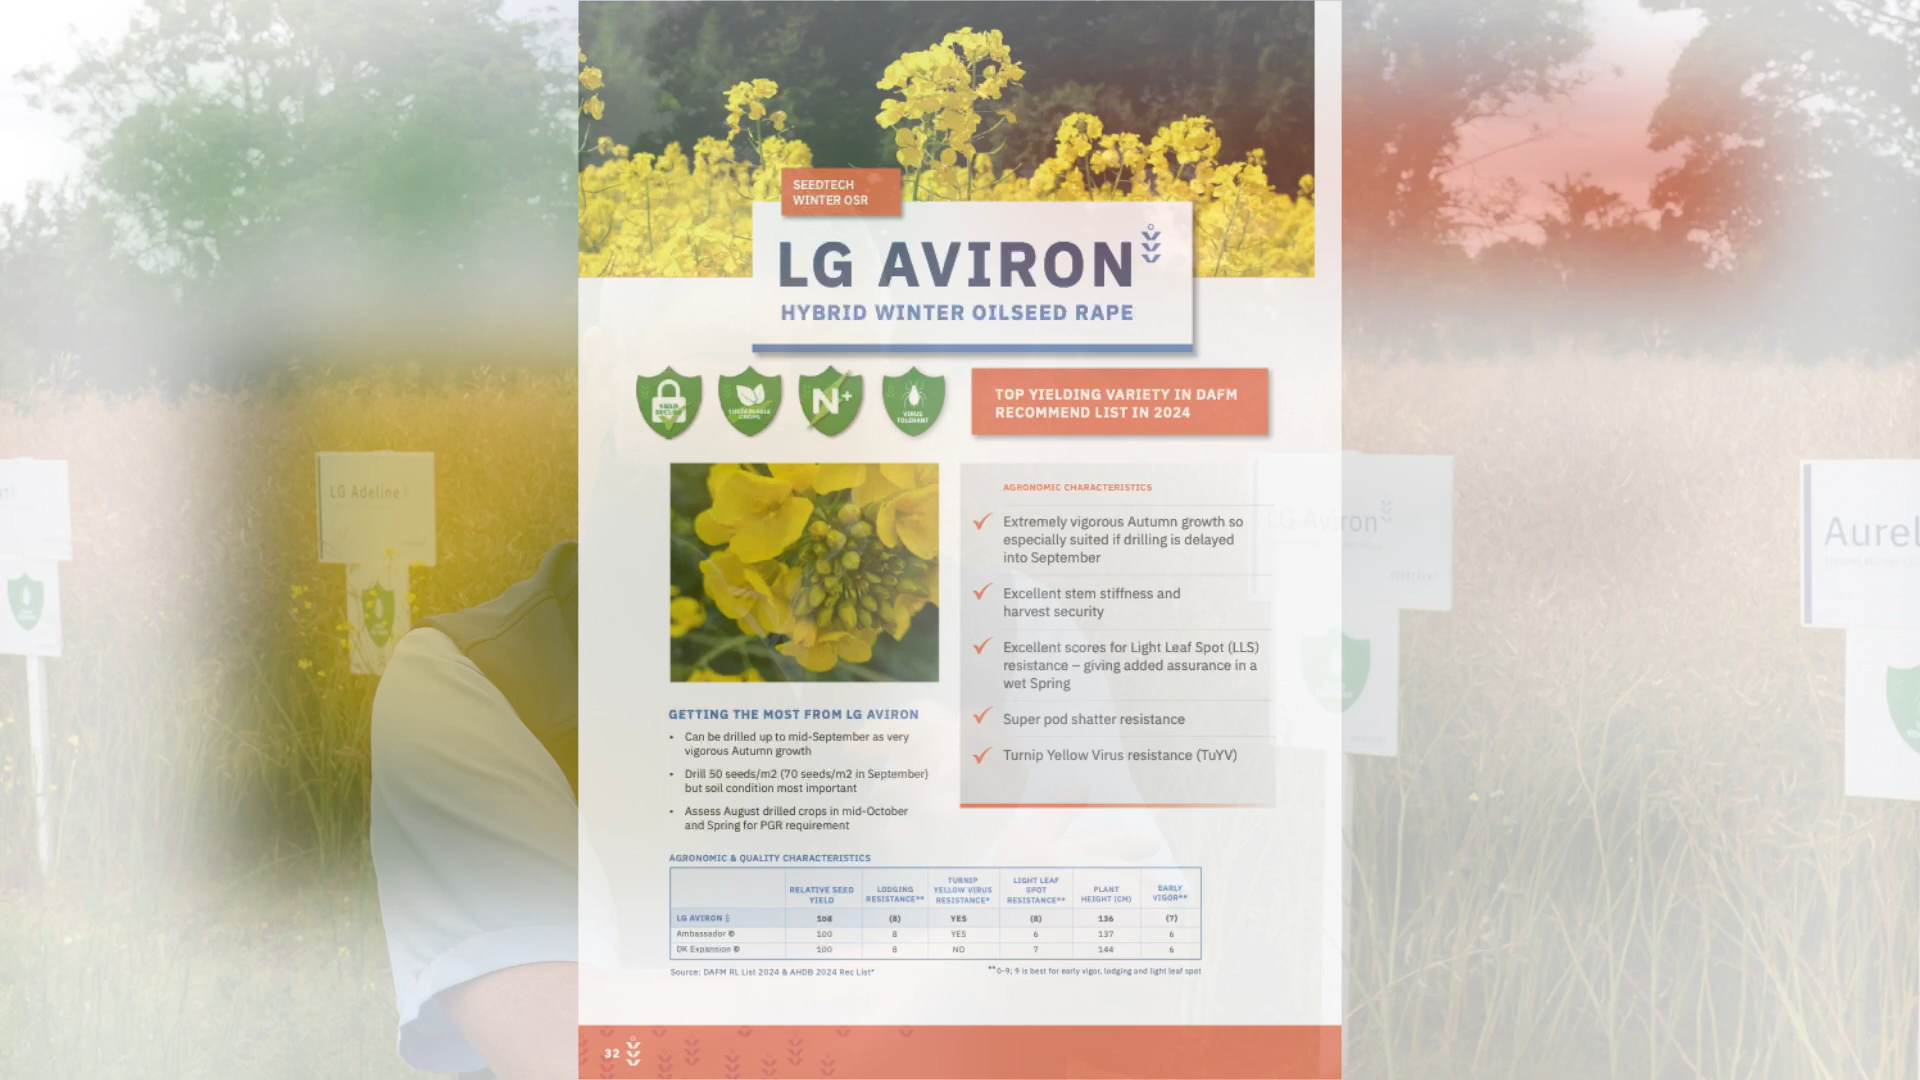 SEEDTECH
WINTER OSR
LG AVIRON
HYBRID WINTER OILSEED RAPE
YIELD
SECURE
SUSTAINABLE
CROPS
N+
VIRUS
TOLERANT
TOP YIELDING VARIETY IN DAFM
RECOMMEND LIST IN 2024
LG Adeline
LG Aviron
Aurel
AGRONOMIC CHARACTERISTICS
Extremely vigorous Autumn growth so
especially suited if drilling is delayed
into September
Excellent stem stiffness and
harvest security
Excellent scores for Light Leaf Spot (LLS)
resistance – giving added assurance in a
wet Spring
Super pod shatter resistance
Turnip Yellow Virus resistance (TuYV)
GETTING THE MOST FROM LG AVIRON
• Can be drilled up to mid-September as very
vigorous Autumn growth
• Drill 50 seeds/m2 (70 seeds/m2 in September)
but soil condition most important
• Assess August drilled crops in mid-October
and Spring for PGR requirement
AGRONOMIC & QUALITY CHARACTERISTICS
RELATIVE SEED YIELD LODGING RESISTANCE** TURNIP YELLOW VIRUS RESISTANCE* LIGHT LEAF SPOT RESISTANCE** PLANT HEIGHT (CM) EARLY VIGOR**
LG AVIRON 108 (8) YES (8) 136 (7)
Ambassador 100 8 YES 6 137 6
DK Expansion 100 8 NO 7 144 6
Source: DAFM RL List 2024 & AHDB 2024 Rec List*
**0-9; 9 is best for early vigor, lodging and light leaf spot
32